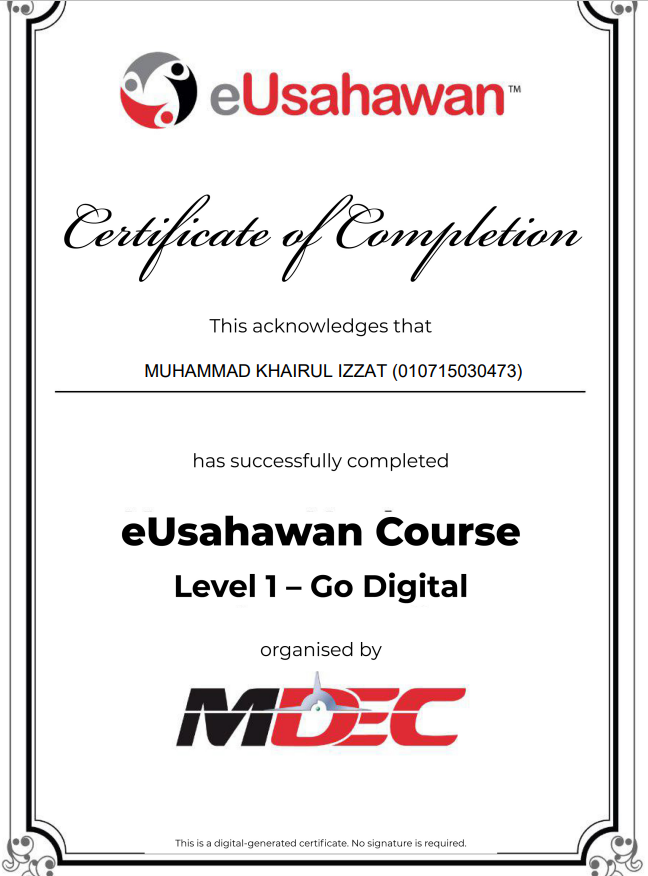 eUsahawan™
Certificate of Completion
This acknowledges that
MUHAMMAD KHAIRUL IZZAT (010715030473)
has successfully completed
eUsahawan Course
Level 1 – Go Digital
organised by
MDEC
This is a digital-generated certificate. No signature is required.